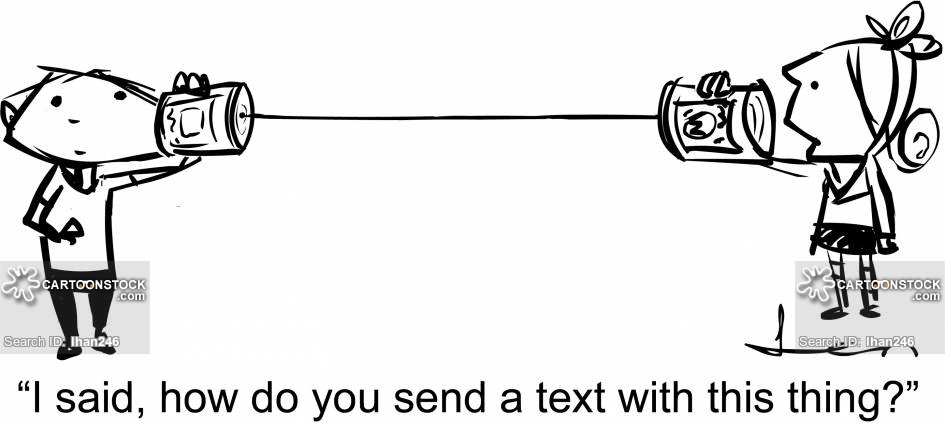 CARTOONSTOCK
.com
Search ID: lhan246
CARTOONSTOCK
.com
Search ID: lhan246
“I said, how do you send a text with this thing?”